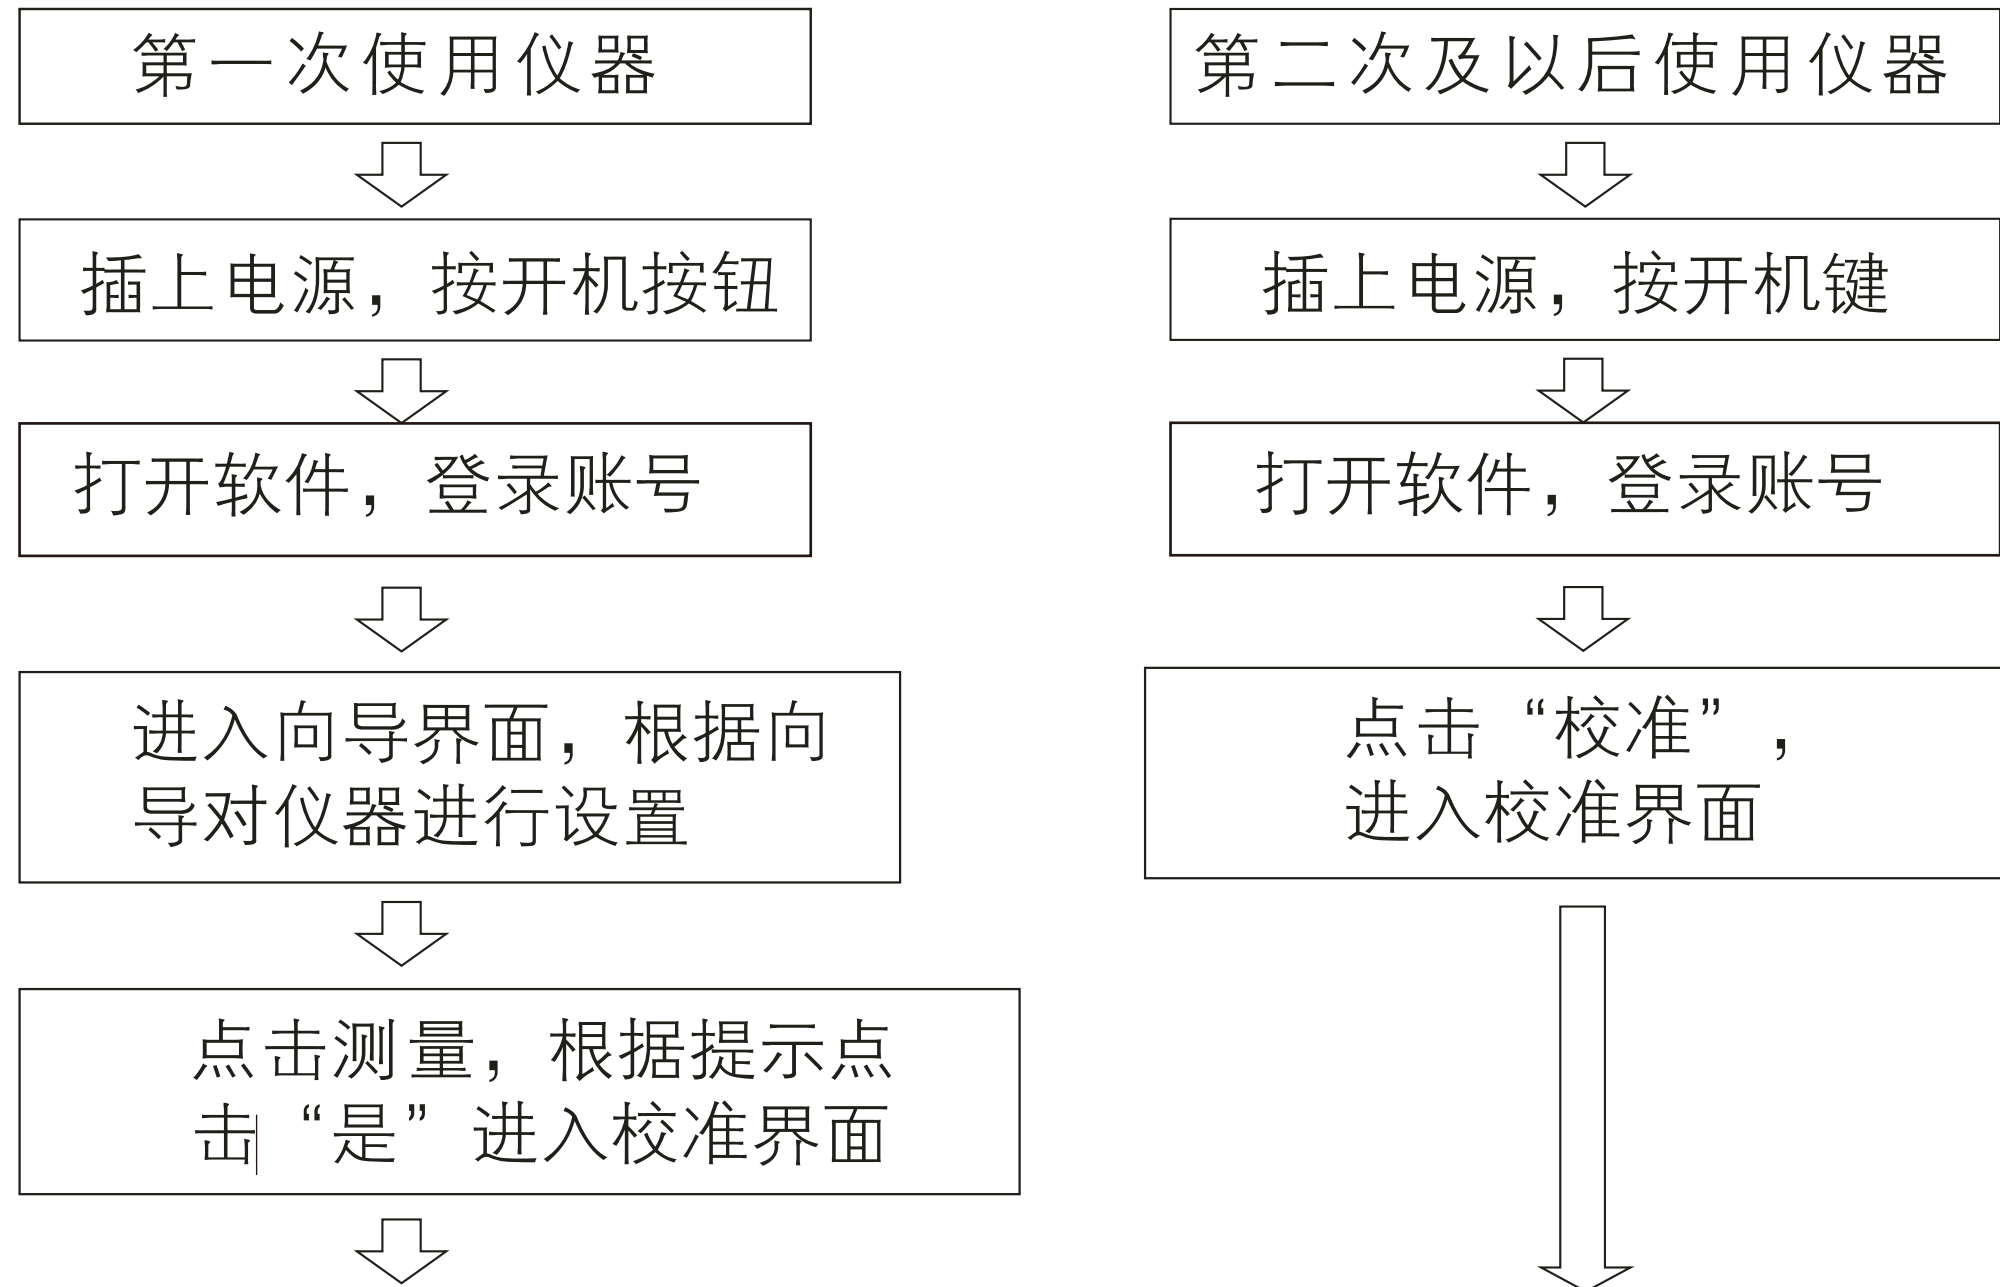 第一次使用仪器
插上电源，按开机按钮
打开软件，登录账号
进入向导界面，根据向
导对仪器进行设置
点击测量，根据提示点
击“是”进入校准界面
第二次及以后使用仪器
插上电源，按开机键
打开软件，登录账号
点击“校准”，
进入校准界面